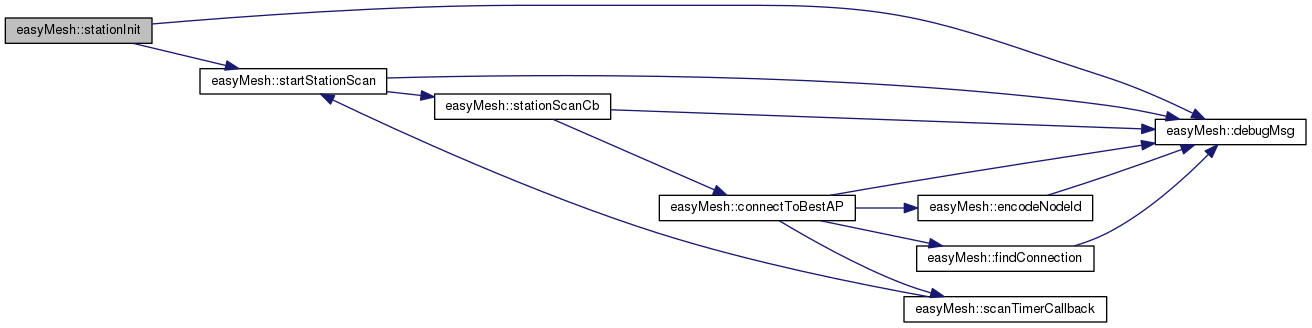 easyMesh::stationInit
easyMesh::startStationScan
easyMesh::stationScanCb
easyMesh::debugMsg
easyMesh::connectToBestAP
easyMesh::encodeNodeId
easyMesh::findConnection
easyMesh::scanTimerCallback